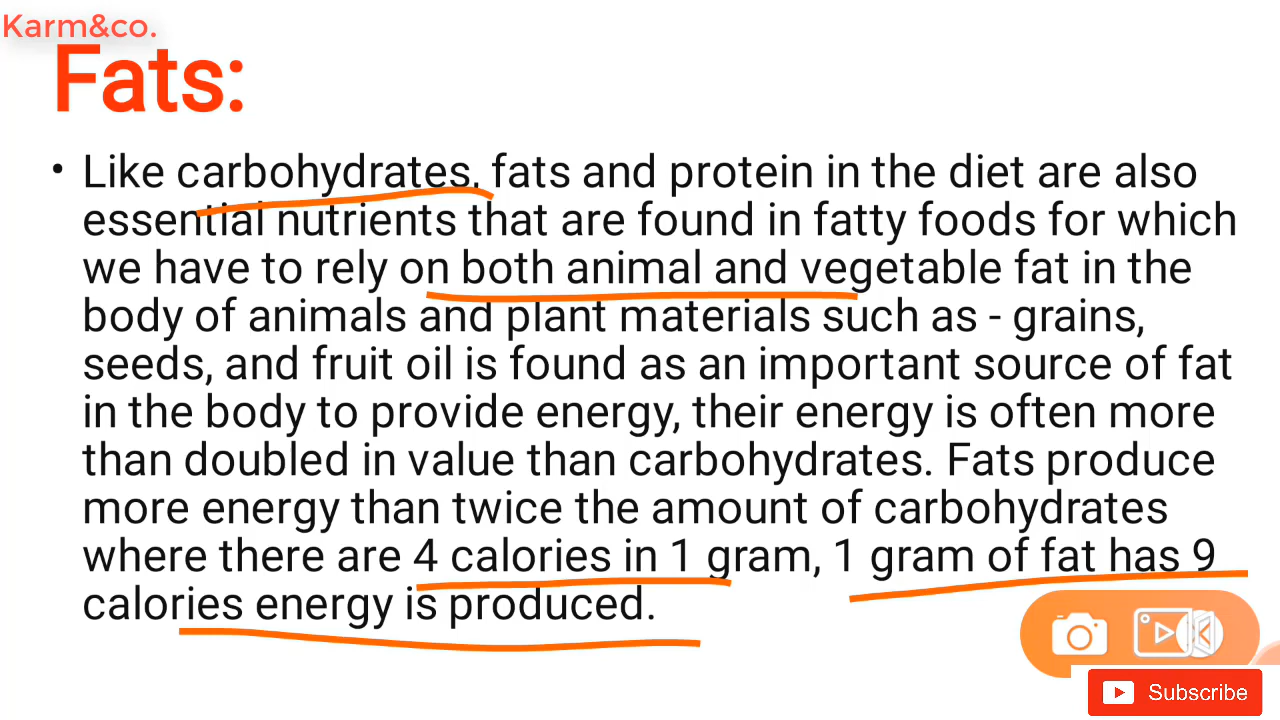 Karm&co.
Fats:
• Like carbohydrates, fats and protein in the diet are also
essential nutrients that are found in fatty foods for which
we have to rely on both animal and vegetable fat in the
body of animals and plant materials such as - grains,
seeds, and fruit oil is found as an important source of fat
in the body to provide energy, their energy is often more
than doubled in value than carbohydrates. Fats produce
more energy than twice the amount of carbohydrates
where there are 4 calories in 1 gram, 1 gram of fat has 9
calories energy is produced.
Subscribe